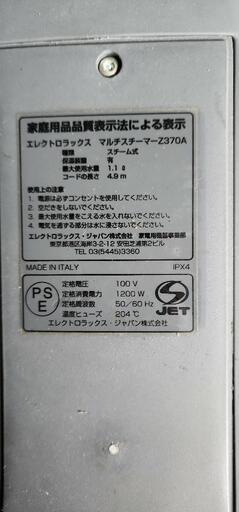 家庭用品品質表示法による表示
エレクトロラックス マルチスチーマーZ370A
種類 スチーム式
保温装置 有
最大使用水量 1.1ℓ
コードの長さ 4.9m
使用上の注意
1. 電源は必ずコンセントを使用してください。
2. 空だきをしないでください。
3. 最大使用水量をこえる水を入れないでください。
4. 電気を通ずる部分は水に浸さないでください。
エレクトロラックス・ジャパン株式会社 家電用機器事業部
東京都港区海岸3-2-12 安田芝浦第2ビル
TEL 03(5445)3360
MADE IN ITALY IPX4
PS
E
定格電圧 100 V
定格消費電力 1200 W
定格周波数 50/60 Hz
温度ヒューズ 204℃
エレクトロラックス・ジャパン株式会社
JET